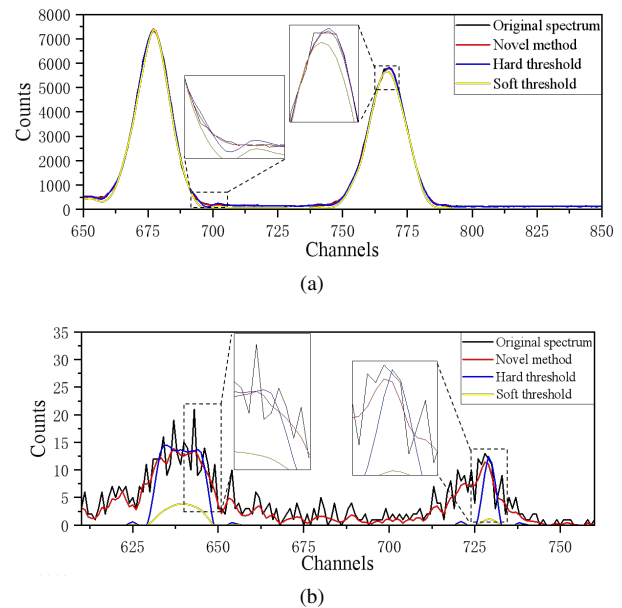 8000
7000
6000
5000
4000
3000
2000
1000
0
Counts
650 675 700 725 750 775 800 825 850
Channels
Original spectrum
Novel method
Hard threshold
Soft threshold
(a)
35
30
25
20
15
10
5
0
Counts
625 650 675 700 725 750
Channels
Original spectrum
Novel method
Hard threshold
Soft threshold
(b)